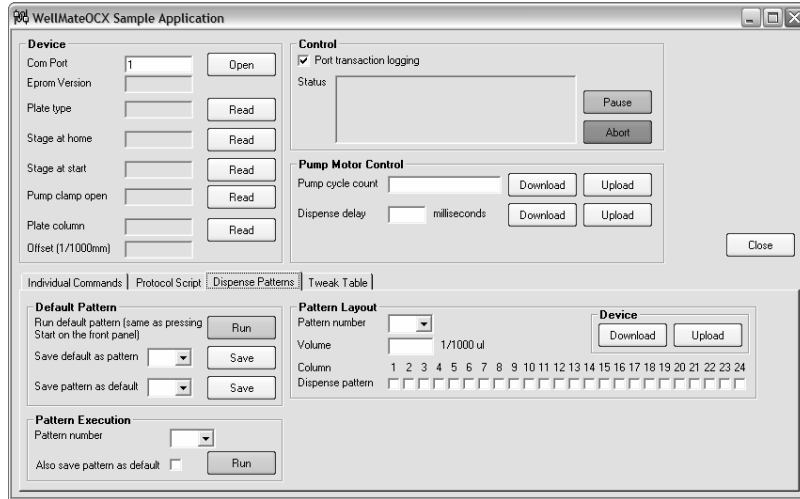 WellMateOCX Sample Application
Device
Com Port 1 Open
Eprom Version
Plate type Read
Stage at home Read
Stage at start Read
Pump clamp open Read
Plate column Read
Offset (1/1000mm)
Control
Port transaction logging
Status
Pause
Abort
Pump Motor Control
Pump cycle count Download Upload
Dispense delay milliseconds Download Upload
Close
Individual Commands Protocol Script Dispense Patterns Tweak Table
Default Pattern
Run default pattern (same as pressing
Start on the front panel) Run
Save default as pattern Save
Save pattern as default Save
Pattern Execution
Pattern number
Also save pattern as default Run
Pattern Layout
Pattern number
Volume 1/1000 ul
Device
Download Upload
Column 1 2 3 4 5 6 7 8 9 10 11 12 13 14 15 16 17 18 19 20 21 22 23 24
Dispense pattern